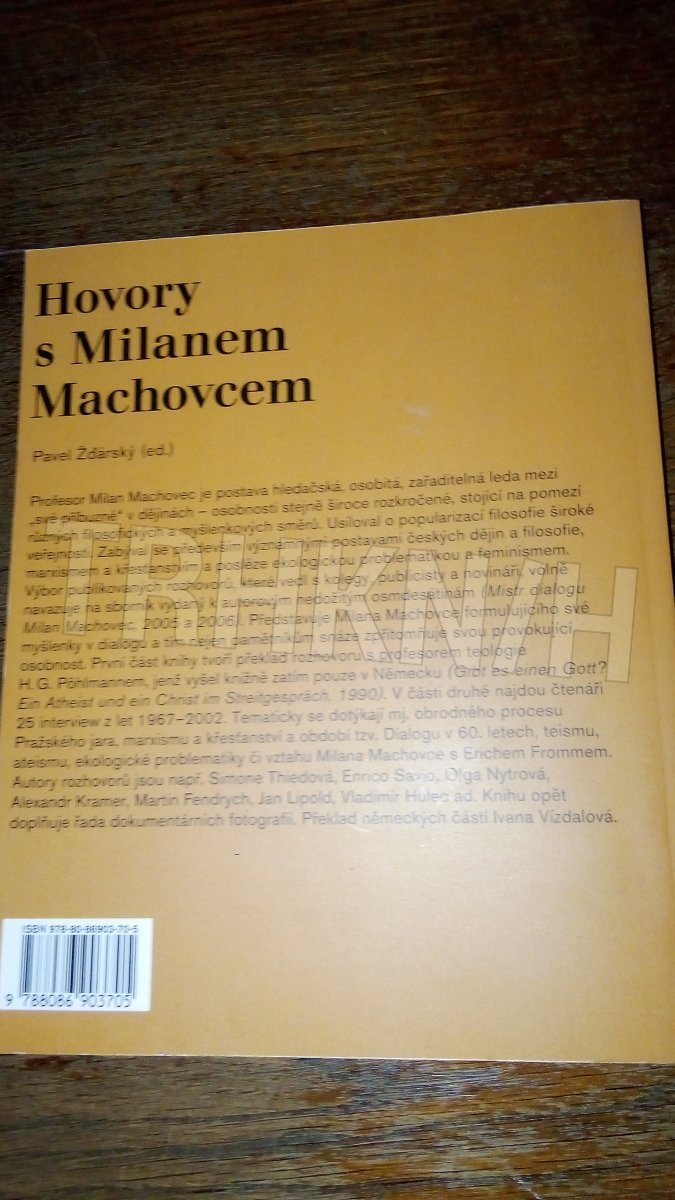 Hovory
s Milanem
Machovcem
Pavel Žďárský (ed.)
Profesor Milan Machovec je postava hledačská, osobitá, zařaditelná leda mezi
„své příbuzné“ v dějinách – osobnosti stejně široce rozkročené, stojící na pomezí
různých filosofických a myšlenkových směrů. Usiloval o popularizaci filosofie široké
veřejnosti. Zabýval se především významnými postavami českých dějin a filosofie,
marxismem a křesťanstvím a posléze ekologickou problematikou a feminismem.
Výbor publikovaných rozhovorů, které vedl s kolegy, publicisty a novináři, volně
navazuje na sborník vydaný k autorovým nedožitým osmdesátinám (Mistr dialogu
Milan Machovec, 2005 a 2006). Představuje Milana Machovce formulujícího své
myšlenky v dialogu a tím nejen pamětníkům snáze zpřítomňuje svou provokující
osobnost. První část knihy tvoří překlad rozhovoru s profesorem teologie
H. G. Pöhlmannem, jenž vyšel knižně zatím pouze v Německu (Gibt es einen Gott?
Ein Atheist und ein Christ im Streitgespräch, 1990). V části druhé najdou čtenáři
25 interview z let 1967–2002. Tematicky se dotýkají mj. obrodného procesu
Pražského jara, marxismu a křesťanství a období tzv. Dialogu v 60. letech, teismu,
ateismu, ekologické problematiky či vztahu Milana Machovce s Erichem Frommem.
Autory rozhovorů jsou např. Simone Thiedová, Enrico Savio, Olga Nytrová,
Alexandr Kramer, Martin Fendrych, Jan Lipold, Vladimír Hulec ad. Knihu opět
doplňuje řada dokumentárních fotografií. Překlad německých částí Ivana Vízdalová.
ISBN 978-80-86903-70-5
9 788086 903705